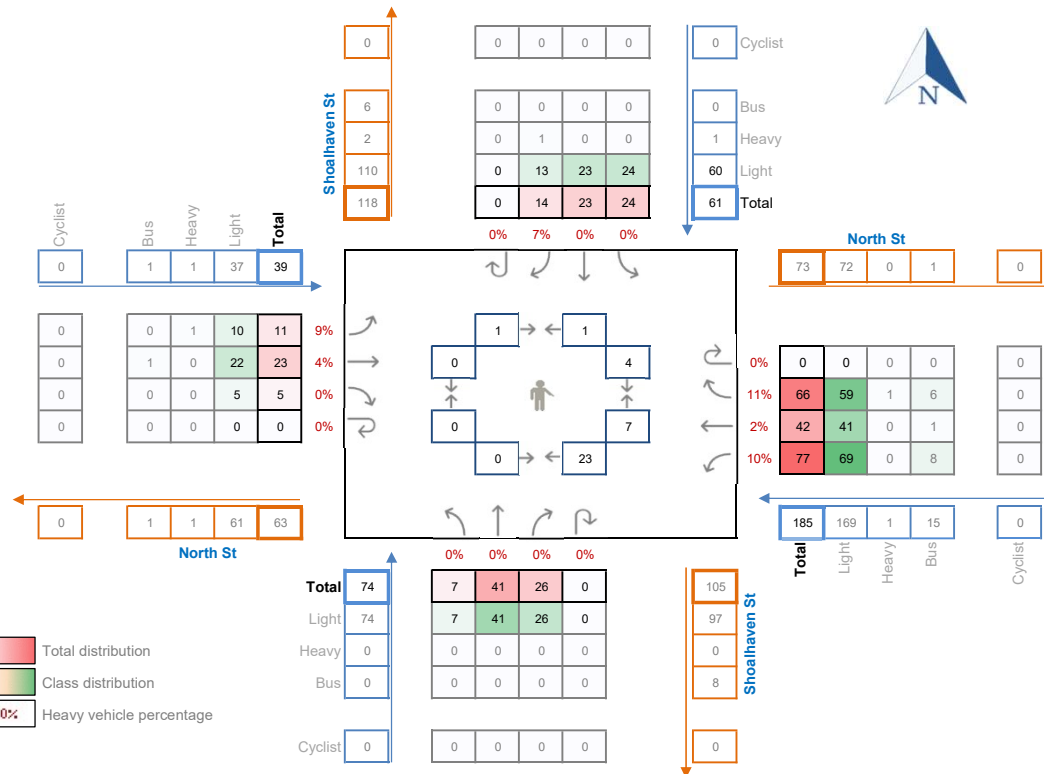 0 0 0 0 0 0 Cyclist
6 0 0 0 0 0 Bus
2 0 1 0 0 1 Heavy
110 0 13 23 24 60 Light
118 0 14 23 24 61 Total
Shoalhaven St
N
0% 7% 0% 0%
Cyclist Bus Heavy Light Total
0 1 1 37 39
North St
73 72 0 1 0
0 0 1 10 11 9%
0 1 0 22 23 4%
0 0 0 5 5 0%
0 0 0 0 0 0%
1 1
0 4
0 7
0 23
0% 0 0 0 0 0
11% 66 59 1 6 0
2% 42 41 0 1 0
10% 77 69 0 8 0
0 1 1 61 63
North St
185 169 1 15 0
Total Light Heavy Bus Cyclist
0% 0% 0% 0%
Total 74 7 41 26 0 105
Light 74 7 41 26 0 97
Heavy 0 0 0 0 0 0
Bus 0 0 0 0 0 8
Cyclist 0 0 0 0 0 0
Shoalhaven St
Total distribution
Class distribution
0% Heavy vehicle percentage